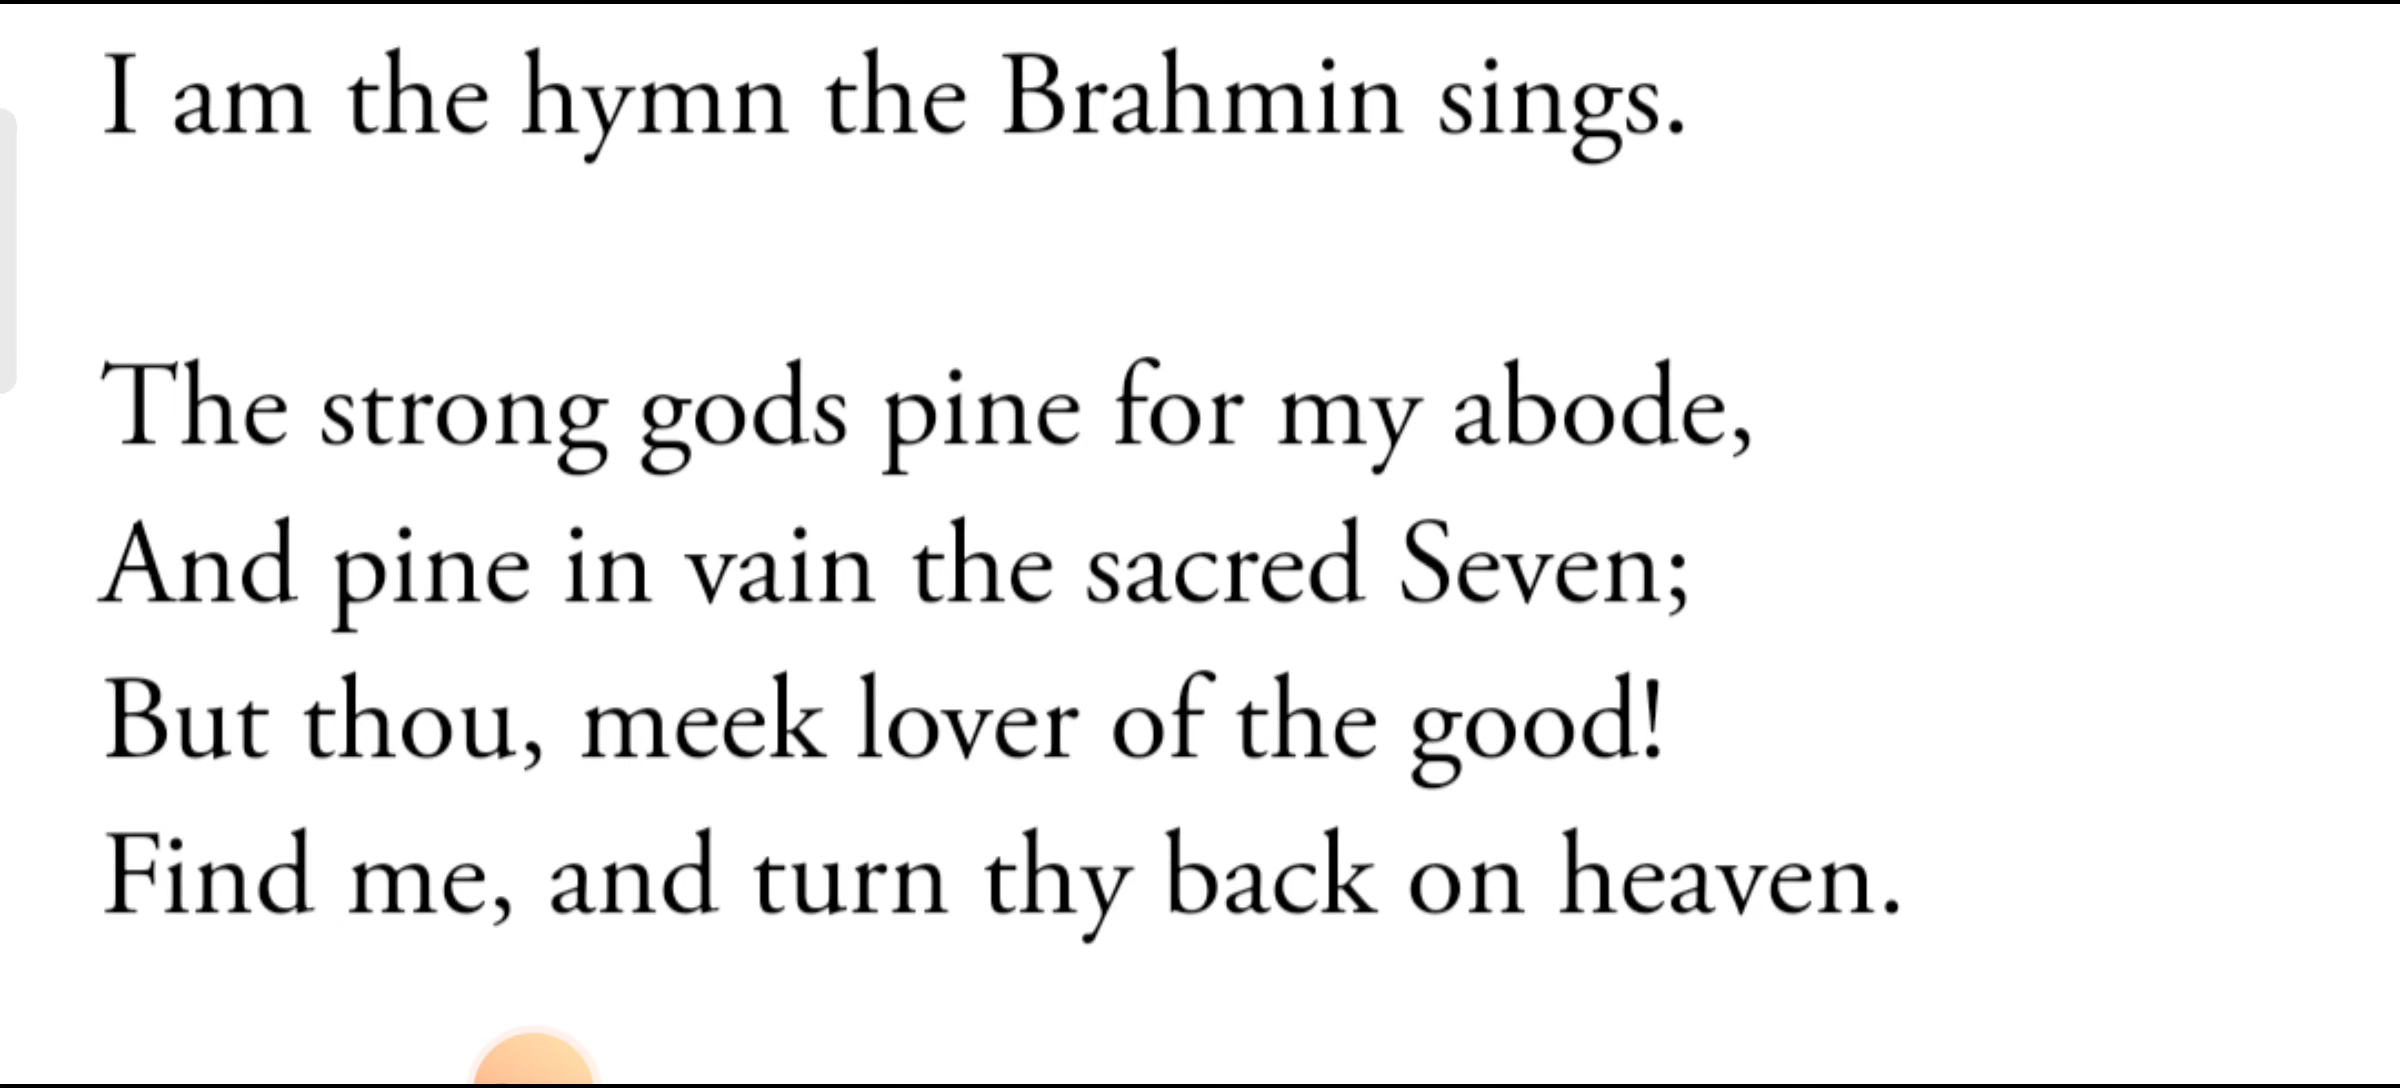 I am the hymn the Brahmin sings.
The strong gods pine for my abode,
And pine in vain the sacred Seven;
But thou, meek lover of the good!
Find me, and turn thy back on heaven.